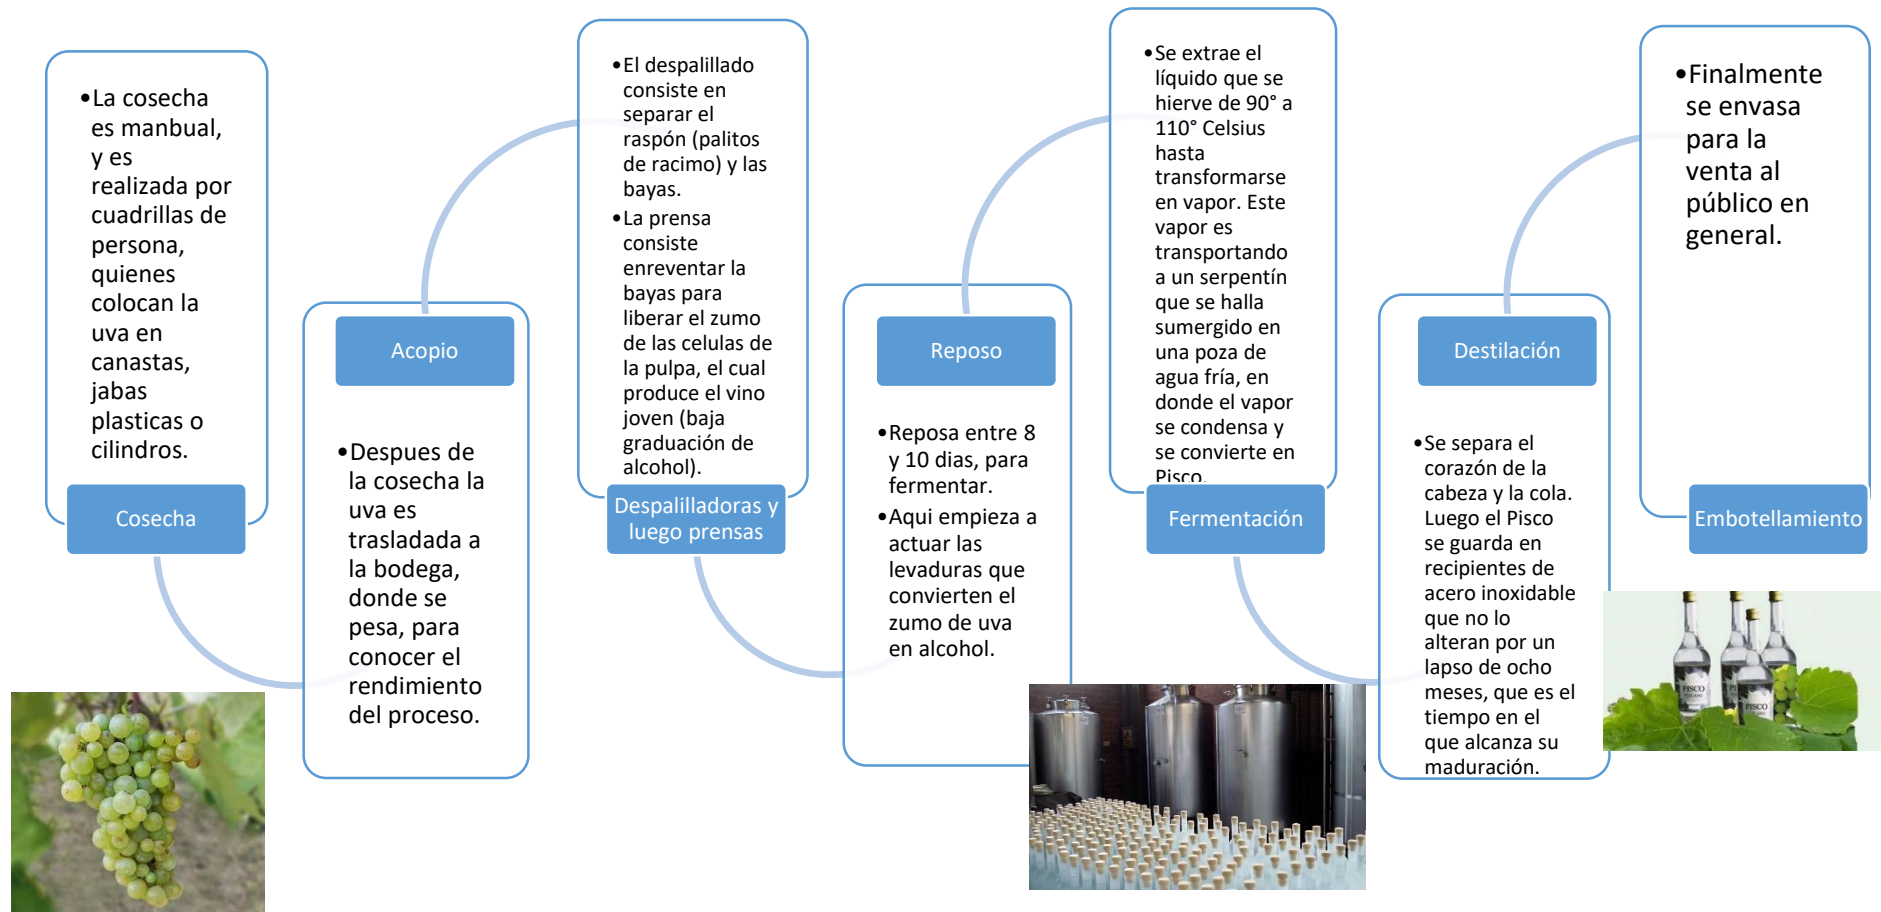 •La cosecha
es manbual,
y es
realizada por
cuadrillas de
persona,
quienes
colocan la
uva en
canastas,
jabas
plasticas o
cilindros.
Cosecha
Acopio
•Despues de
la cosecha la
uva es
trasladada a
la bodega,
donde se
pesa, para
conocer el
rendimiento
del proceso.
•El despalillado
consiste en
separar el
raspón (palitos
de racimo) y las
bayas.
•La prensa
consiste
enreventar la
bayas para
liberar el zumo
de las celulas de
la pulpa, el cual
produce el vino
joven (baja
graduación de
alcohol).
Despalilladoras y
luego prensas
Reposo
•Reposa entre 8
y 10 dias, para
fermentar.
•Aqui empieza a
actuar las
levaduras que
convierten el
zumo de uva
en alcohol.
•Se extrae el
líquido que se
hierve de 90° a
110° Celsius
hasta
transformarse
en vapor. Este
vapor es
transportando
a un serpentín
que se halla
sumergido en
una poza de
agua fría, en
donde el vapor
se condensa y
se convierte en
Pisco.
Fermentación
Destilación
•Se separa el
corazón de la
cabeza y la cola.
Luego el Pisco
se guarda en
recipientes de
acero inoxidable
que no lo
alteran por un
lapso de ocho
meses, que es el
tiempo en el
que alcanza su
maduración.
•Finalmente
se envasa
para la
venta al
público en
general.
Embotellamiento
PISCO
PISCO
PISCO